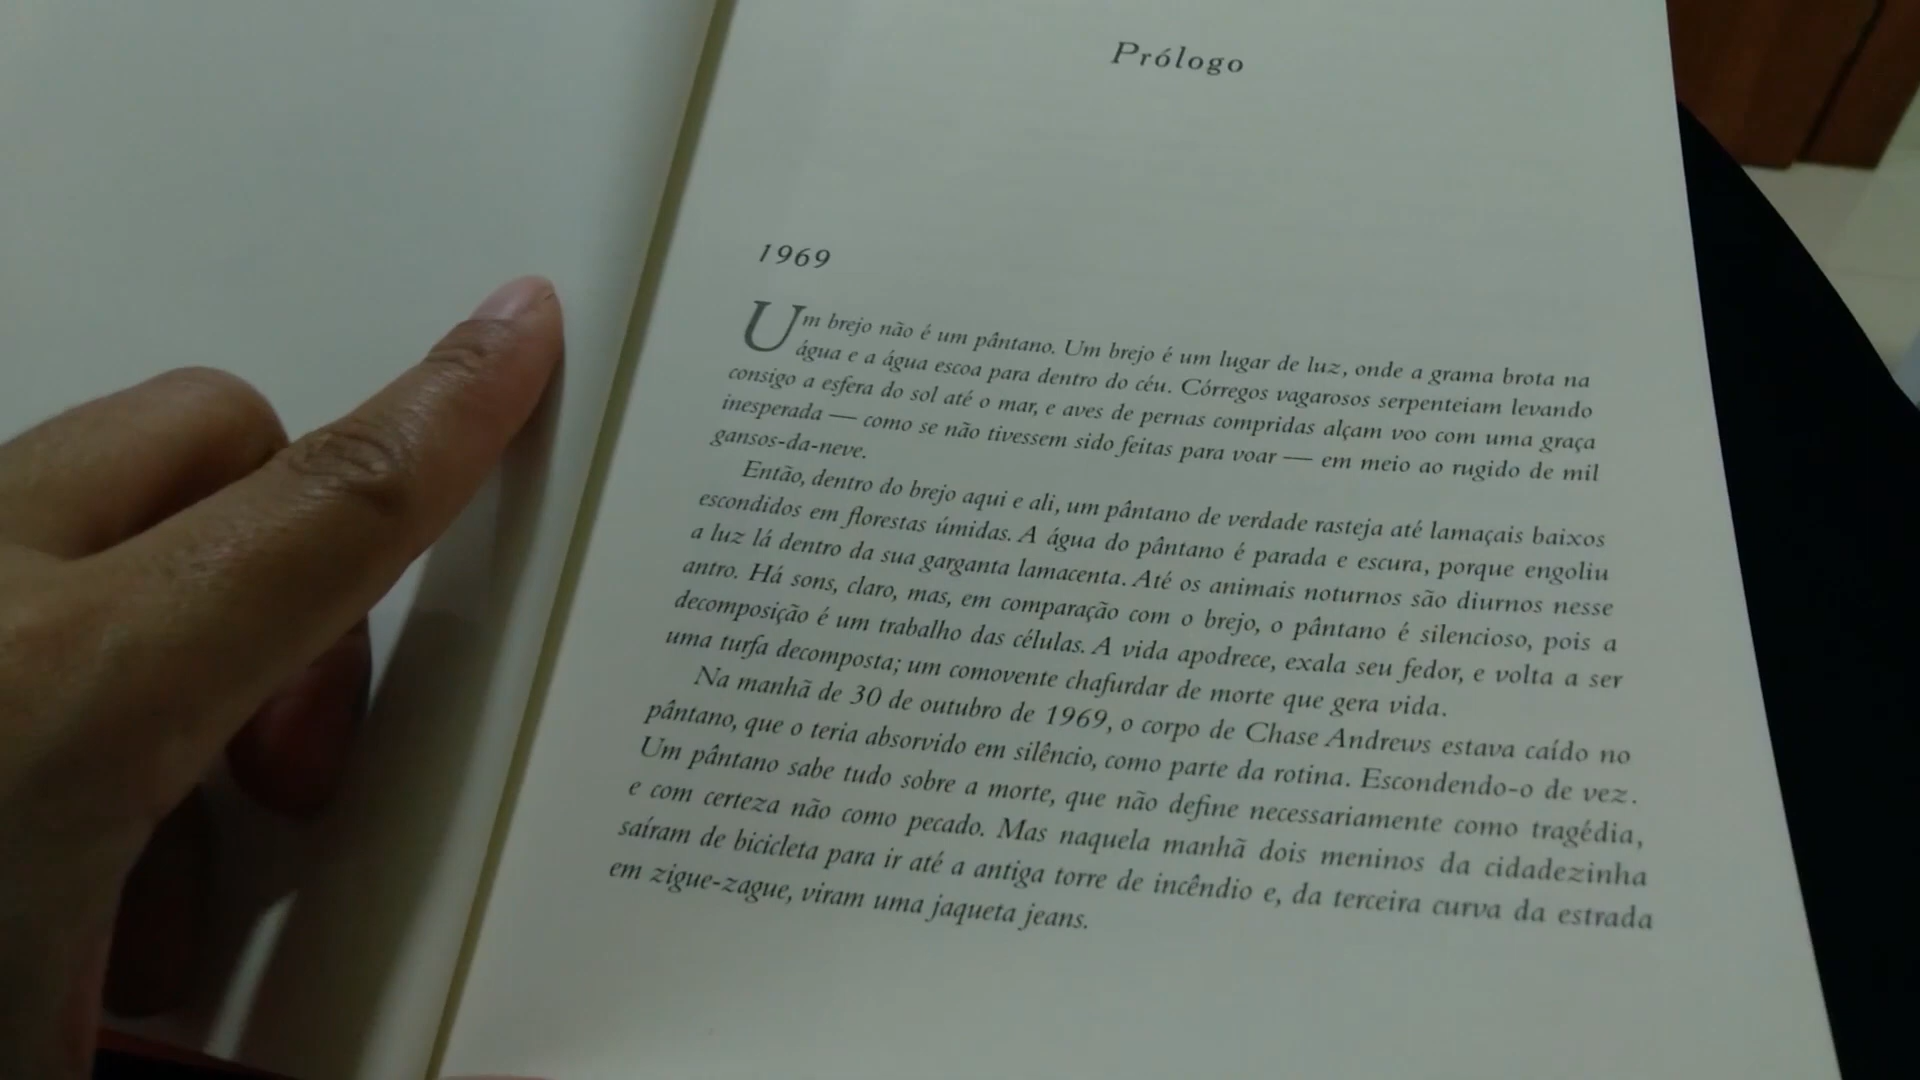 Prólogo
1969
Um brejo não é um pântano. Um brejo é um lugar de luz, onde a grama brota na
água e a água escoa para dentro do céu. Córregos vagarosos serpenteiam levando
consigo a esfera do sol até o mar, e aves de pernas compridas alçam voo com uma graça
inesperada — como se não tivessem sido feitas para voar — em meio ao rugido de mil
gansos-da-neve.
Então, dentro do brejo aqui e ali, um pântano de verdade rasteja até lamaçais baixos
escondidos em florestas úmidas. A água do pântano é parada e escura, porque engoliu
a luz lá dentro da sua garganta lamacenta. Até os animais noturnos são diurnos nesse
antro. Há sons, claro, mas, em comparação com o brejo, o pântano é silencioso, pois a
decomposição é um trabalho das células. A vida apodrece, exala seu fedor, e volta a ser
uma turfa decomposta; um comovente chafurdar de morte que gera vida.
Na manhã de 30 de outubro de 1969, o corpo de Chase Andrews estava caído no
pântano, que o teria absorvido em silêncio, como parte da rotina. Escondendo-o de vez.
Um pântano sabe tudo sobre a morte, que não define necessariamente como tragédia,
e com certeza não como pecado. Mas naquela manhã dois meninos da cidadezinha
saíram de bicicleta para ir até a antiga torre de incêndio e, da terceira curva da estrada
em zigue-zague, viram uma jaqueta jeans.